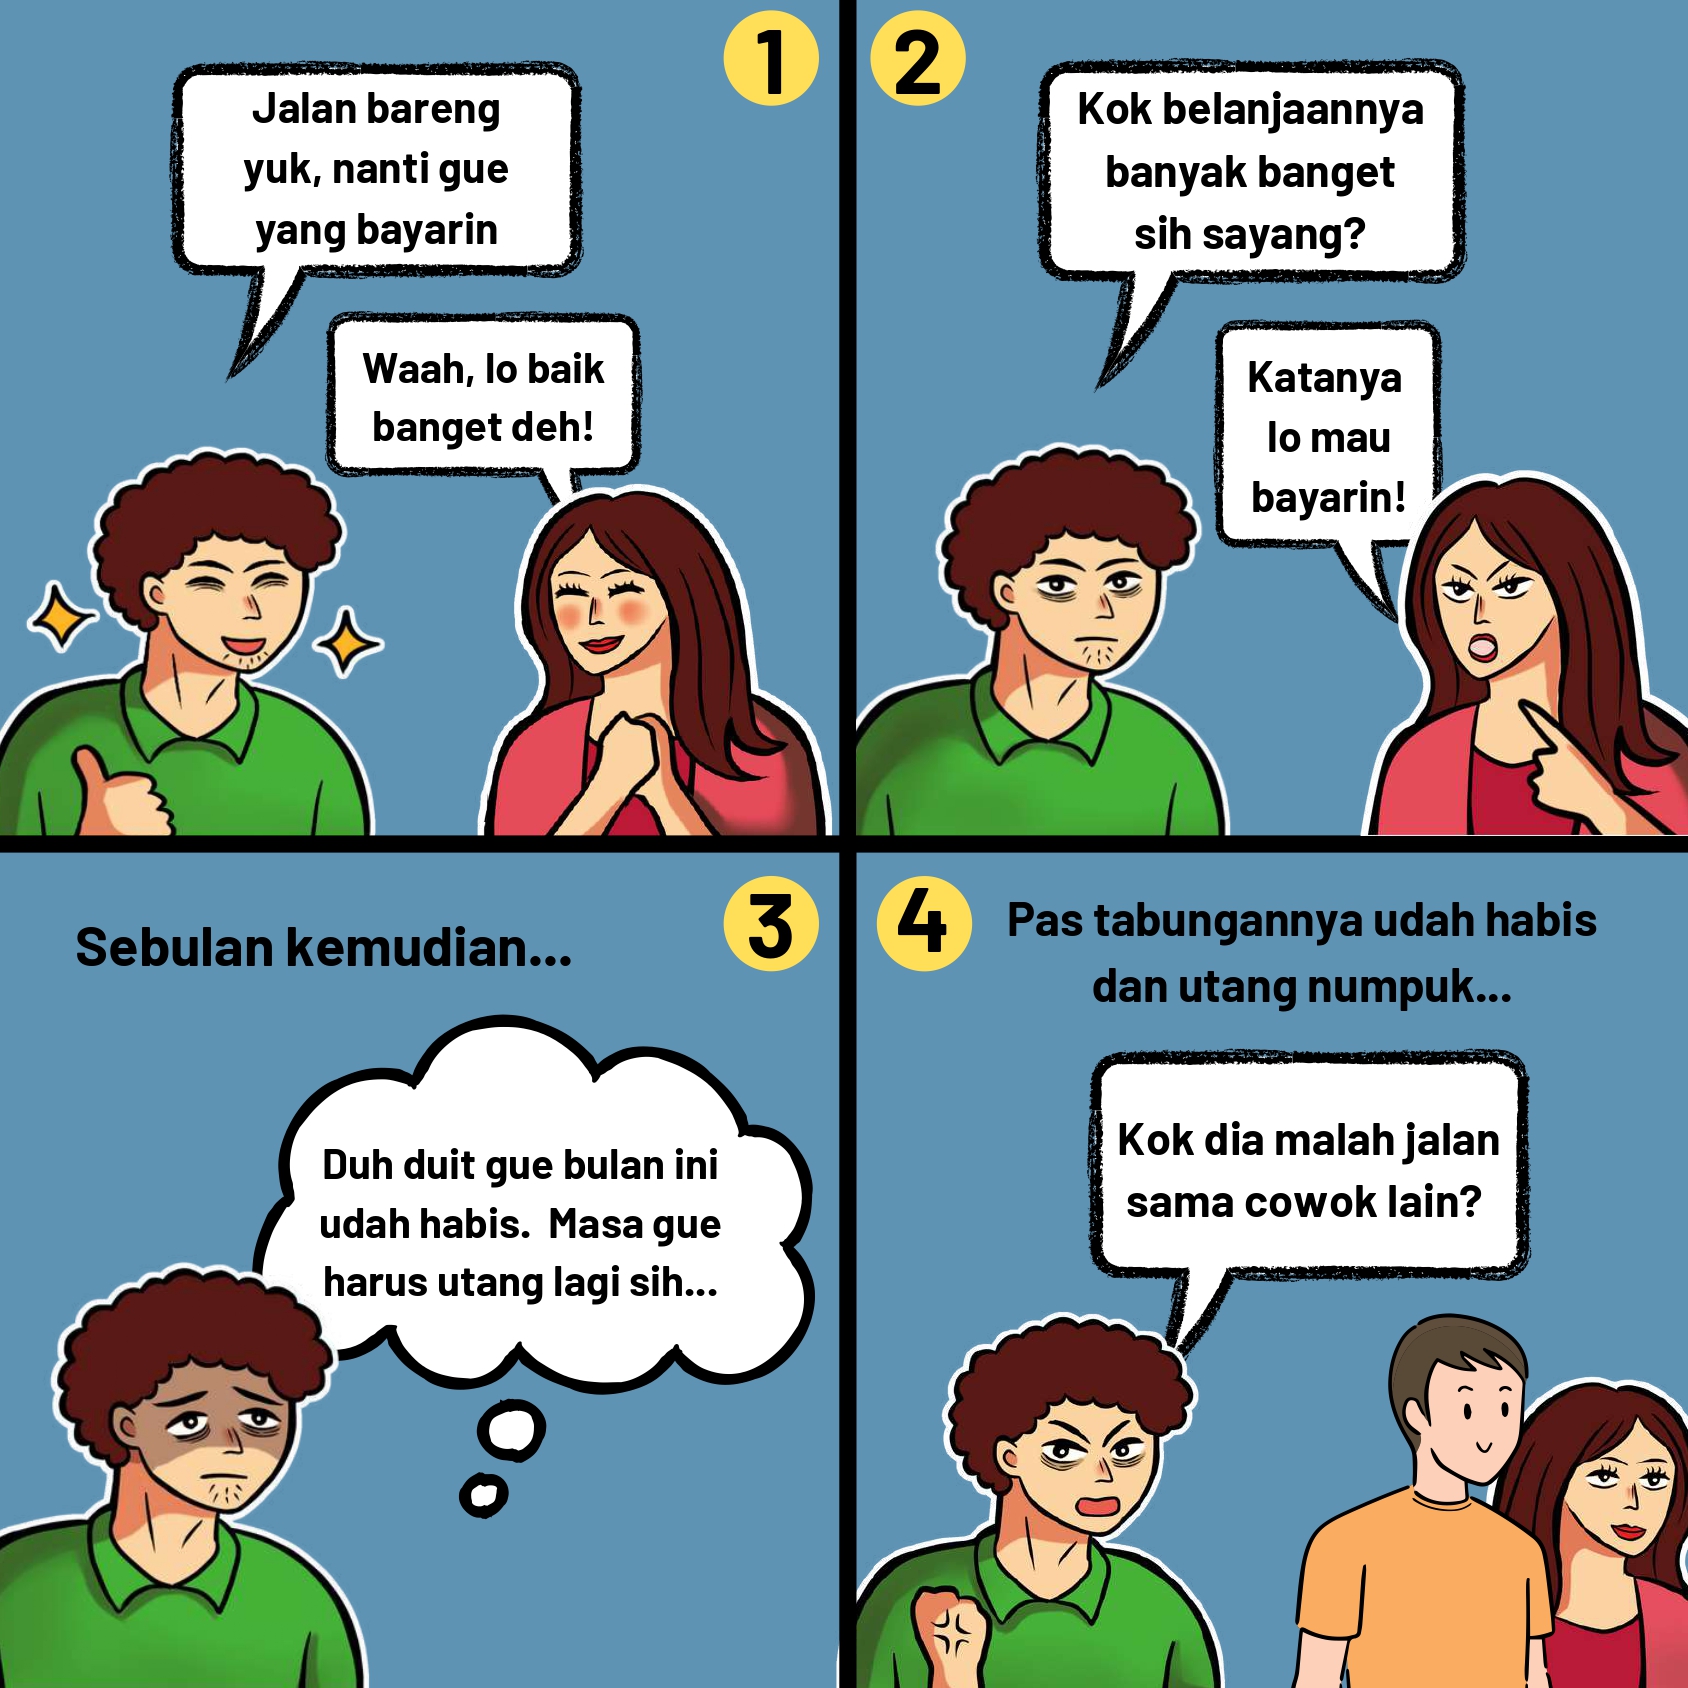 1
Jalan bareng
yuk, nanti gue
yang bayarin
Waah, lo baik
banget deh!
2
Kok belanjaannya
banyak banget
sih sayang?
Katanya
lo mau
bayarin!
3
Sebulan kemudian...
Duh duit gue bulan ini
udah habis. Masa gue
harus utang lagi sih...
4
Pas tabungannya udah habis
dan utang numpuk...
Kok dia malah jalan
sama cowok lain?